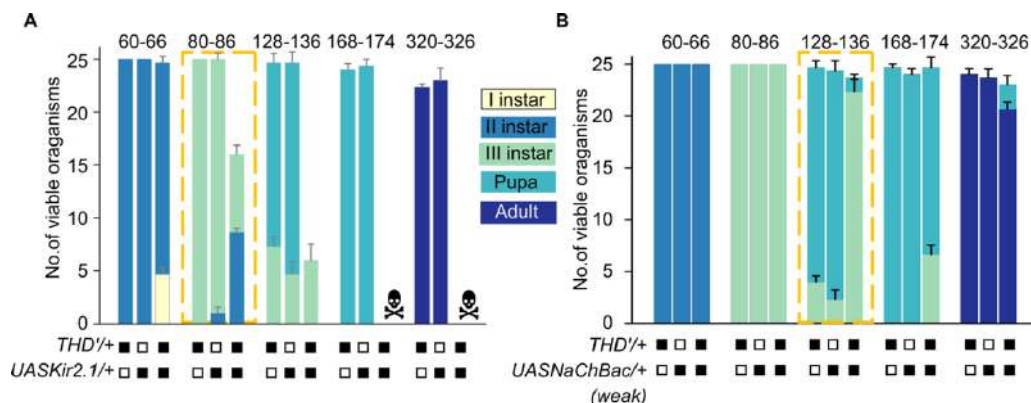 A
60-66 80-86 128-136 168-174 320-326
No.of viable oraganisms
25
20
15
10
5
0
THD'/+
UASKir2.1/+
I instar
II instar
III instar
Pupa
Adult
B
60-66 80-86 128-136 168-174 320-326
No.of viable oraganisms
25
20
15
10
5
0
THD'/+
UASNaChBac/+
(weak)